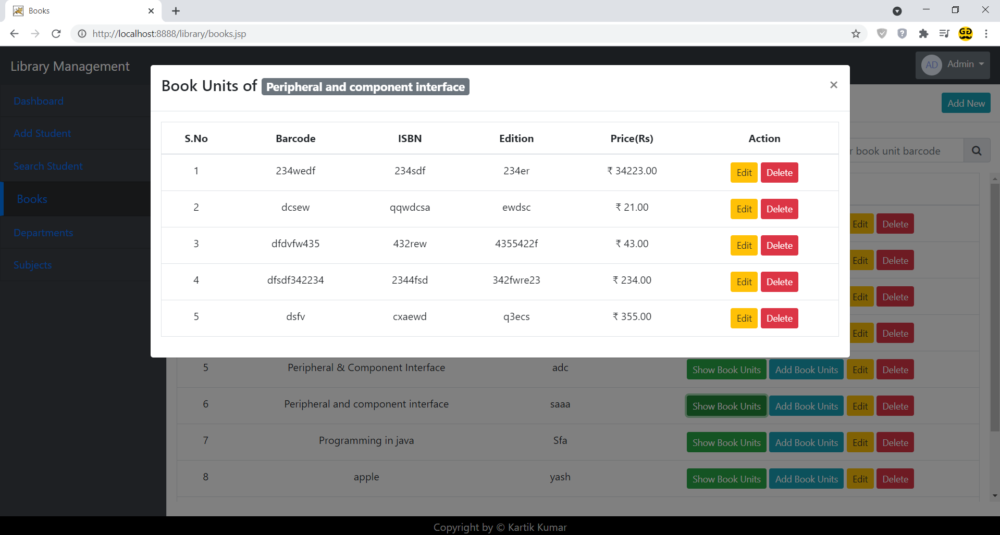 Books
http://localhost:8888/library/books.jsp
Library Management
AD Admin
Book Units of Peripheral and component interface ×
Dashboard
Add New
Add Student
S.No Barcode ISBN Edition Price(Rs) Action
book unit barcode
Search Student
1 234wedf 234sdf 234er ₹ 34223.00 Edit Delete
Books
2 dcsew qqwdcsa ewdsc ₹ 21.00 Edit Delete
Edit Delete
Departments
3 dfdvfw435 432rew 4355422f ₹ 43.00 Edit Delete
Edit Delete
Subjects
4 dfsdf342234 2344fsd 342fwre23 ₹ 234.00 Edit Delete
Edit Delete
5 dsfv cxaewd q3ecs ₹ 355.00 Edit Delete
Edit Delete
5 Peripheral & Component Interface adc Show Book Units Add Book Units Edit Delete
6 Peripheral and component interface saaa Show Book Units Add Book Units Edit Delete
7 Programming in java Sfa Show Book Units Add Book Units Edit Delete
8 apple yash Show Book Units Add Book Units Edit Delete
Copyright by © Kartik Kumar